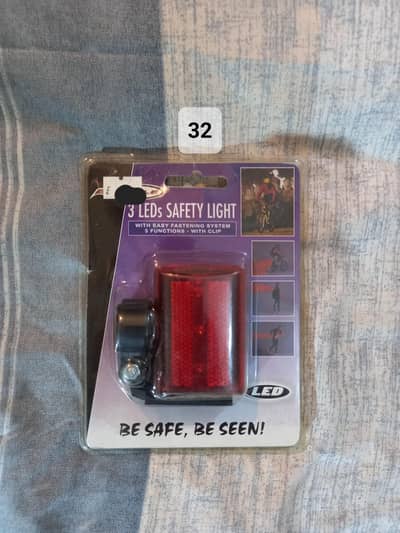 32
3 LEDs SAFETY LIGHT
WITH EASY FASTENING SYSTEM
5 FUNCTIONS - WITH CLIP
LED
BE SAFE, BE SEEN!